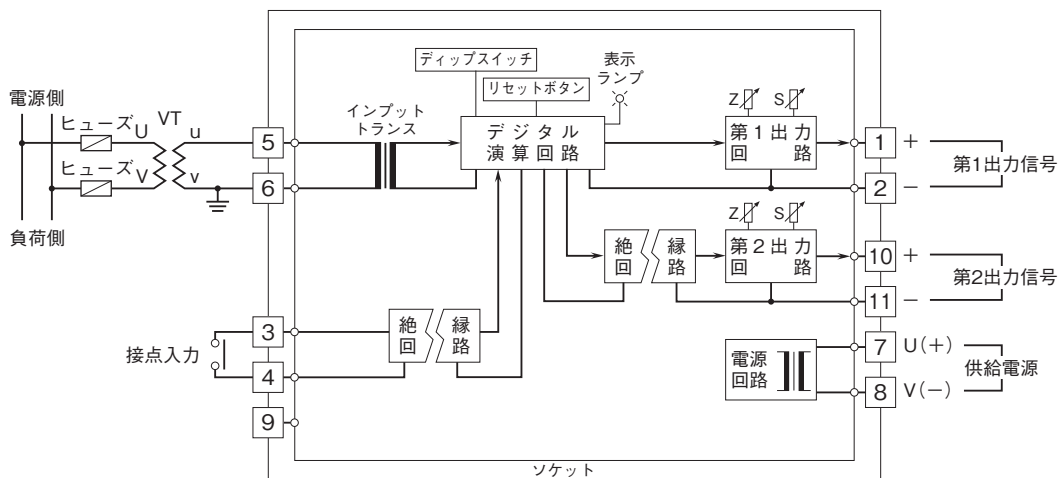 ディップスイッチ
リセットボタン
表示
ランプ
電源側
ヒューズ
U
VT
u
ヒューズ
V
v
負荷側
5
6
インプット
トランス
デジタル
演算回路
Z
S
第1出力
回路
1
+
2
−
第1出力信号
Z
S
絶縁
回路
第2出力
回路
10
+
11
−
第2出力信号
接点入力
3
4
9
絶縁
回路
電源
回路
7
U(+)
8
V(−)
供給電源
ソケット